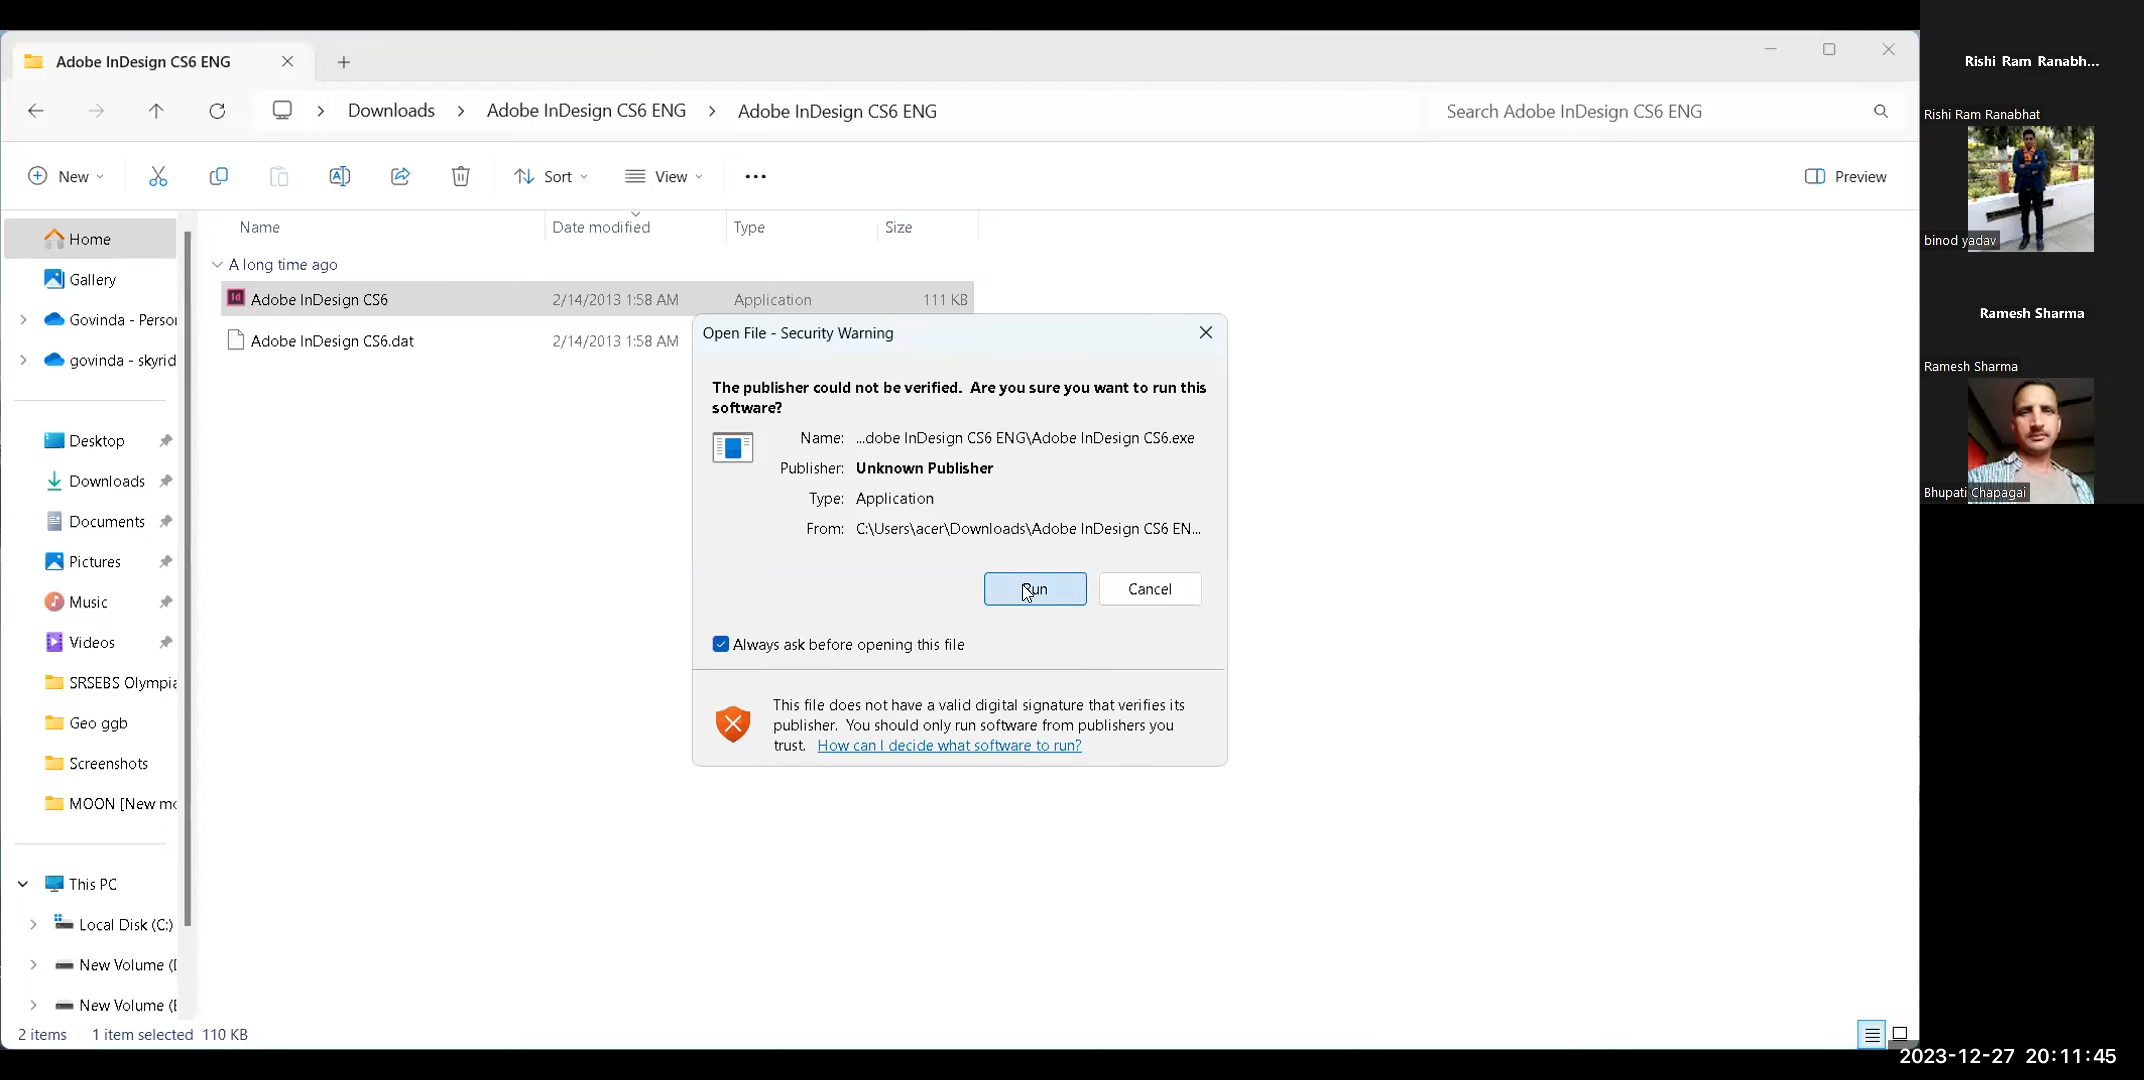 Adobe InDesign CS6 ENG
Downloads > Adobe InDesign CS6 ENG > Adobe InDesign CS6 ENG
Search Adobe InDesign CS6 ENG
New
Sort
View
Preview
Name Date modified Type Size
A long time ago
Adobe InDesign CS6 2/14/2013 1:58 AM Application 111 KB
Adobe InDesign CS6.dat 2/14/2013 1:58 AM
Home
Gallery
Govinda - Person
govinda - skyrid
Desktop
Downloads
Documents
Pictures
Music
Videos
SRSEBS Olympia
Geo ggb
Screenshots
MOON [New mo
This PC
Local Disk (C:)
New Volume (
New Volume (
2 items 1 item selected 110 KB
Open File - Security Warning
The publisher could not be verified. Are you sure you want to run this
software?
Name: ...dobe InDesign CS6 ENG\Adobe InDesign CS6.exe
Publisher: Unknown Publisher
Type: Application
From: C:\Users\acer\Downloads\Adobe InDesign CS6 EN...
Run
Cancel
Always ask before opening this file
This file does not have a valid digital signature that verifies its
publisher. You should only run software from publishers you
trust. How can I decide what software to run?
Rishi Ram Ranabh...
Rishi Ram Ranabhat
binod yadav
Ramesh Sharma
Ramesh Sharma
Bhupati Chapagai
2023-12-27 20:11:45